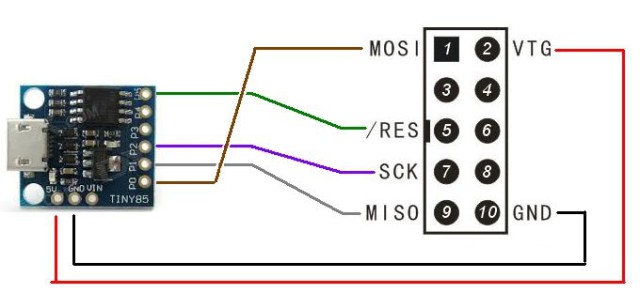 MOSI 1 2 VTG
3 4
/RES 5 6
SCK 7 8
MISO 9 10 GND
P5
P4
P3
P2
P1
P0
5V GND VIN
TINY85